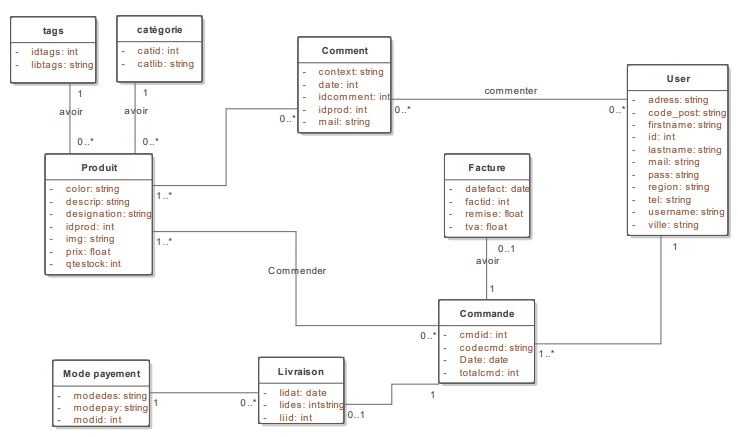 tags
- idtags: int
- libtags: string
catégorie
- catid: int
- catlib: string
1
avoir
0..*
1
avoir
0..*
Comment
- context: string
- date: int
- idcomment: int
- idprod: int
- mail: string
0..*
0..*
commenter
0..*
User
- adress: string
- code_post: string
- firstname: string
- id: int
- lastname: string
- mail: string
- pass: string
- region: string
- tel: string
- username: string
- ville: string
1
Produit
- color: string
- descrip: string
- designation: string
- idprod: int
- img: string
- prix: float
- qtestock: int
1..*
1..*
Commender
0..*
Facture
- datefact: date
- factid: int
- remise: float
- tva: float
0..1
avoir
1
Commande
- cmdid: int
- codecmd: string
- Date: date
- totalcmd: int
1..*
1
Mode payement
- modedes: string
- modepay: string
- modid: int
1
0..*
Livraison
- lidat: date
- lides: intstring
- liid: int
0..1